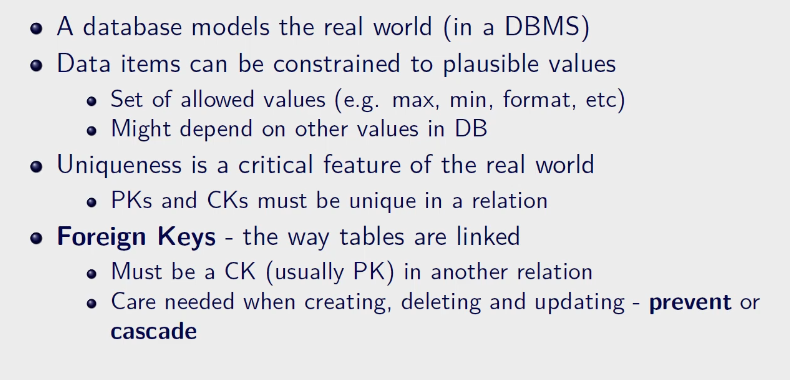 A database models the real world (in a DBMS)
Data items can be constrained to plausible values
Set of allowed values (e.g. max, min, format, etc)
Might depend on other values in DB
Uniqueness is a critical feature of the real world
PKs and CKs must be unique in a relation
Foreign Keys - the way tables are linked
Must be a CK (usually PK) in another relation
Care needed when creating, deleting and updating - prevent or
cascade